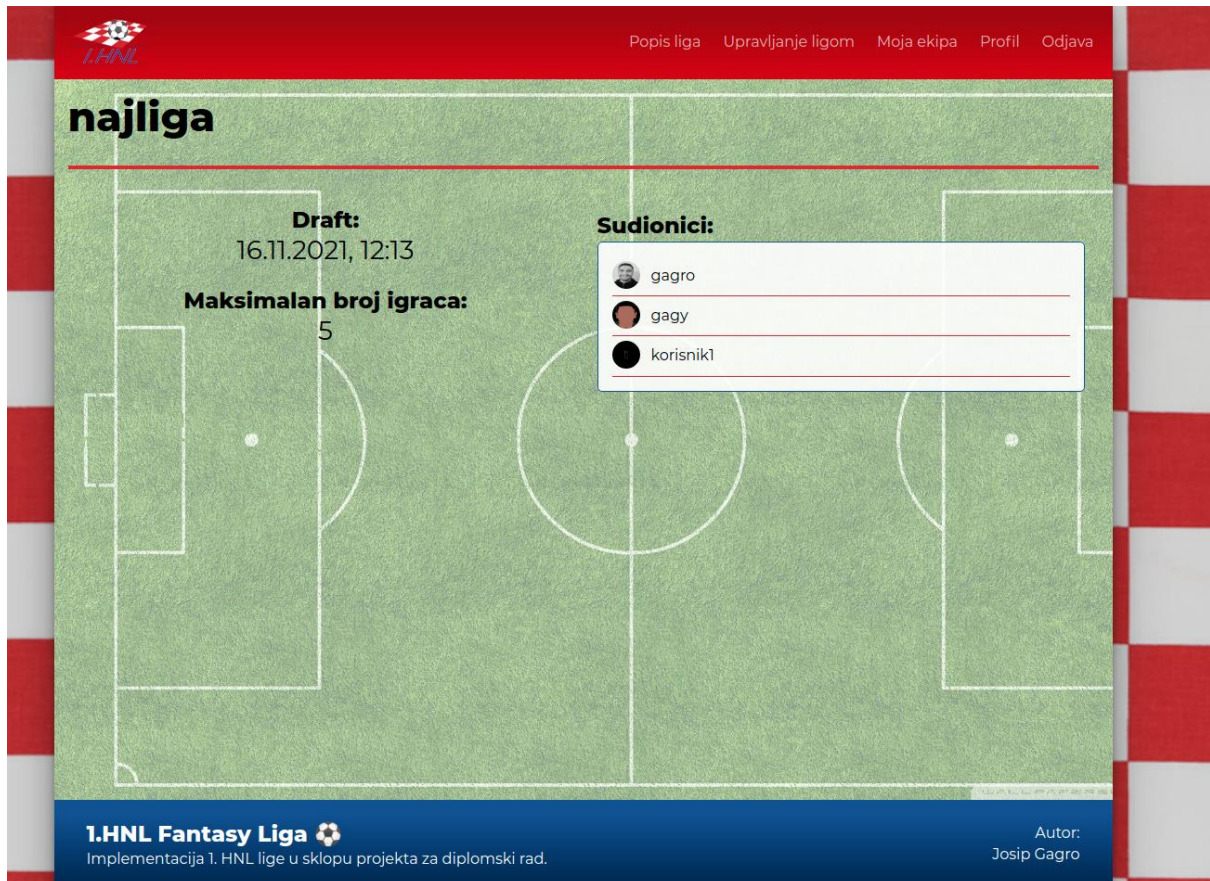 1.HNL
Popis liga Upravljanje ligom Moja ekipa Profil Odjava
najliga
Draft:
16.11.2021, 12:13
Maksimalan broj igraca:
5
Sudionici:
gagro
gagy
korisnik1
1.HNL Fantasy Liga
Implementacija 1. HNL lige u sklopu projekta za diplomski rad.
Autor:
Josip Gagro